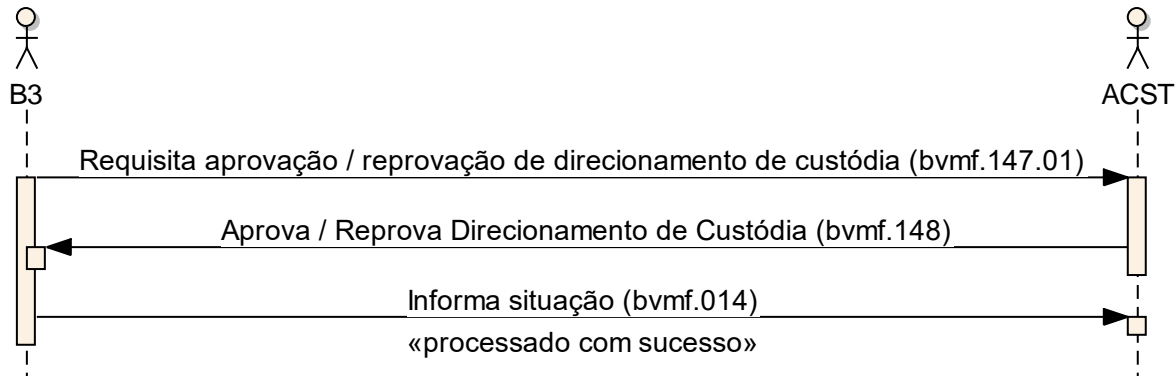 B3
ACST
Requisita aprovação / reprovação de direcionamento de custódia (bvmf.147.01)
Aprova / Reprova Direcionamento de Custódia (bvmf.148)
Informa situação (bvmf.014)
«processado com sucesso»